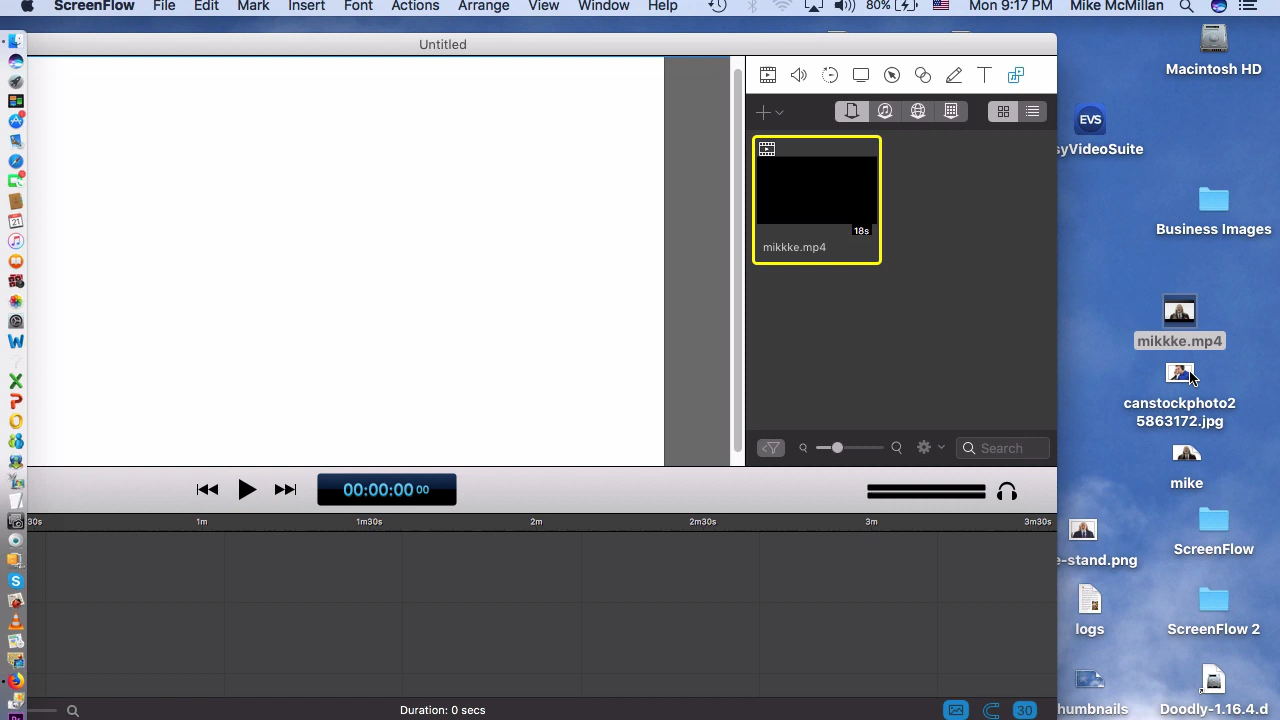 ScreenFlow File Edit Mark Insert Font Actions Arrange View Window Help 80% Mon 9:17 PM Mike McMillan
Untitled
Macintosh HD
EVS
syVideoSuite
Business Images
18s
mikkke.mp4
mikkke.mp4
canstockphoto2
5863172.jpg
Search
mike
00:00:00 00
30s 1m 1m30s 2m 2m30s 3m 3m30s
ScreenFlow
e-stand.png
logs
ScreenFlow 2
Duration: 0 secs
30
humbnails
Doodly-1.16.4.d